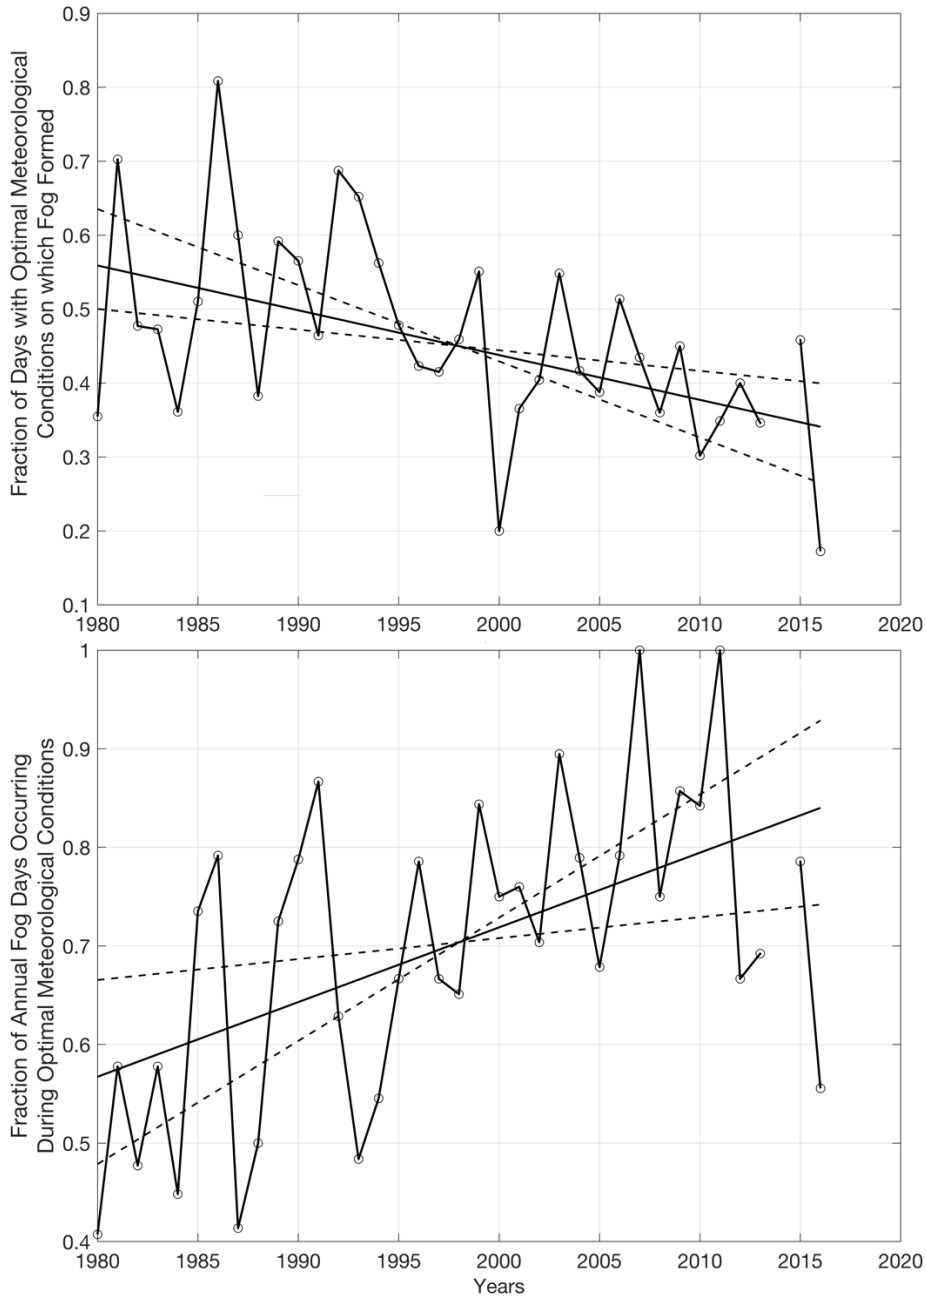 Fraction of Days with Optimal Meteorological
Conditions on which Fog Formed
0.9
0.8
0.7
0.6
0.5
0.4
0.3
0.2
0.1
1980 1985 1990 1995 2000 2005 2010 2015 2020
Fraction of Annual Fog Days Occurring
During Optimal Meteorological Conditions
1
0.9
0.8
0.7
0.6
0.5
0.4
1980 1985 1990 1995 2000 2005 2010 2015 2020
Years